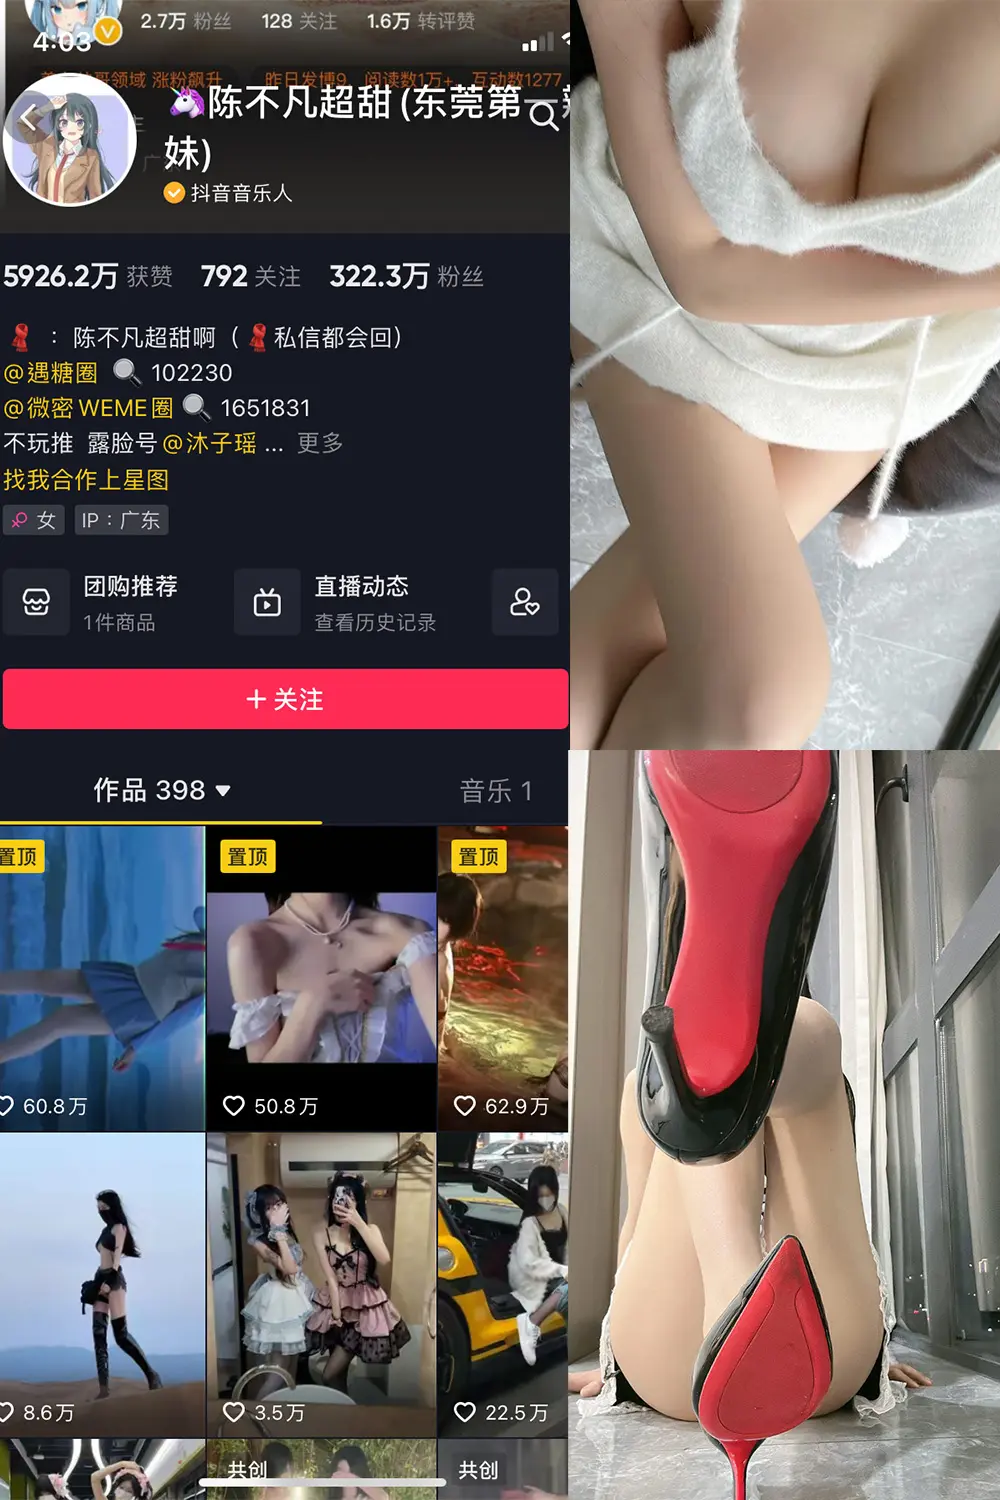 2.7万 粉丝 128 关注 1.6万 转评赞
4:03
领域 涨粉飙升 昨日发博9 阅读数1万+ 互动数1277
陈不凡超甜 (东莞第一辣
妹)
抖音音乐人
5926.2万 获赞 792 关注 322.3万 粉丝
： 陈不凡超甜啊（ 私信都会回）
@遇糖圈 102230
@微密WEME圈 1651831
不玩推 露脸号@沐子瑶 ... 更多
找我合作上星图
女 IP：广东
团购推荐 直播动态
1件商品 查看历史记录
+ 关注
作品 398 音乐 1
置顶 置顶 置顶
60.8万 50.8万 62.9万
8.6万 3.5万 22.5万
共创 共创